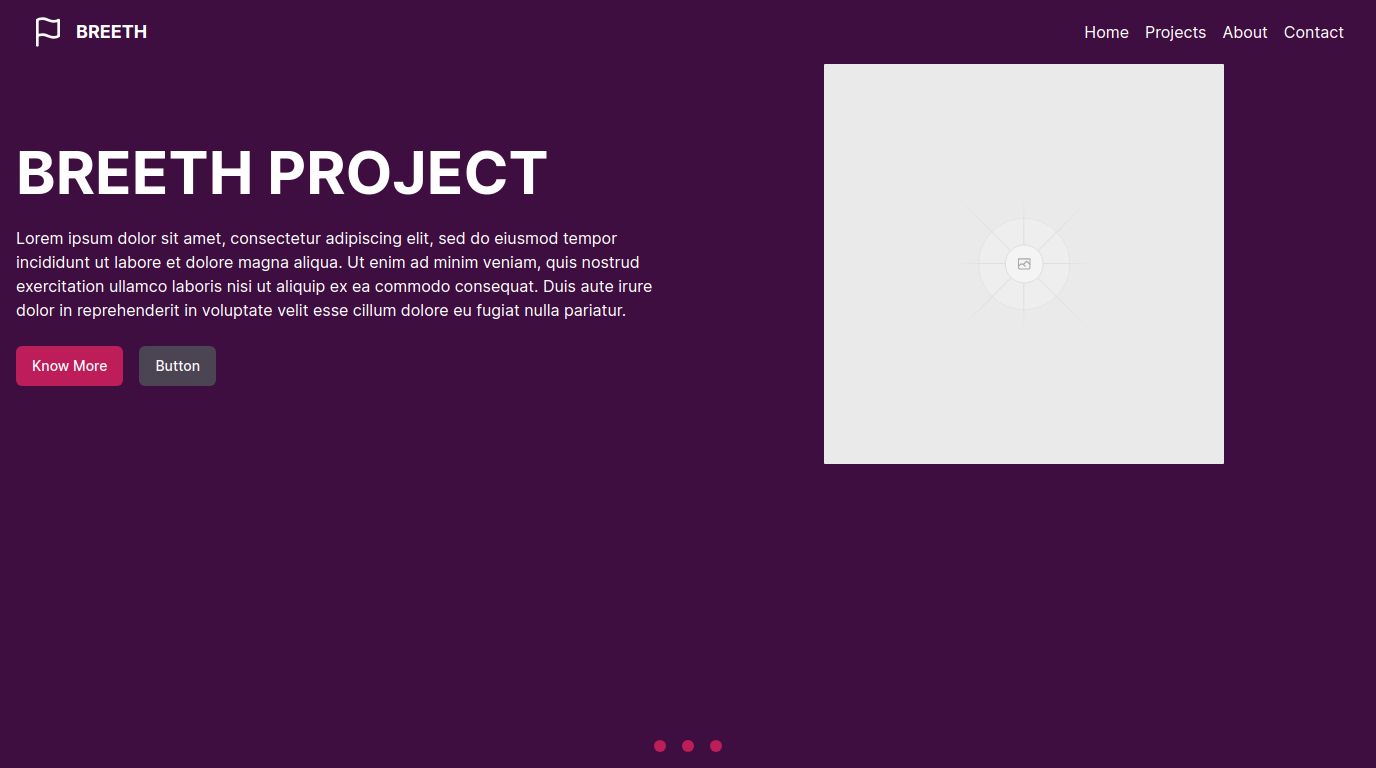 BREETH
Home Projects About Contact
BREETH PROJECT
Lorem ipsum dolor sit amet, consectetur adipiscing elit, sed do eiusmod tempor
incididunt ut labore et dolore magna aliqua. Ut enim ad minim veniam, quis nostrud
exercitation ullamco laboris nisi ut aliquip ex ea commodo consequat. Duis aute irure
dolor in reprehenderit in voluptate velit esse cillum dolore eu fugiat nulla pariatur.
Know More Button